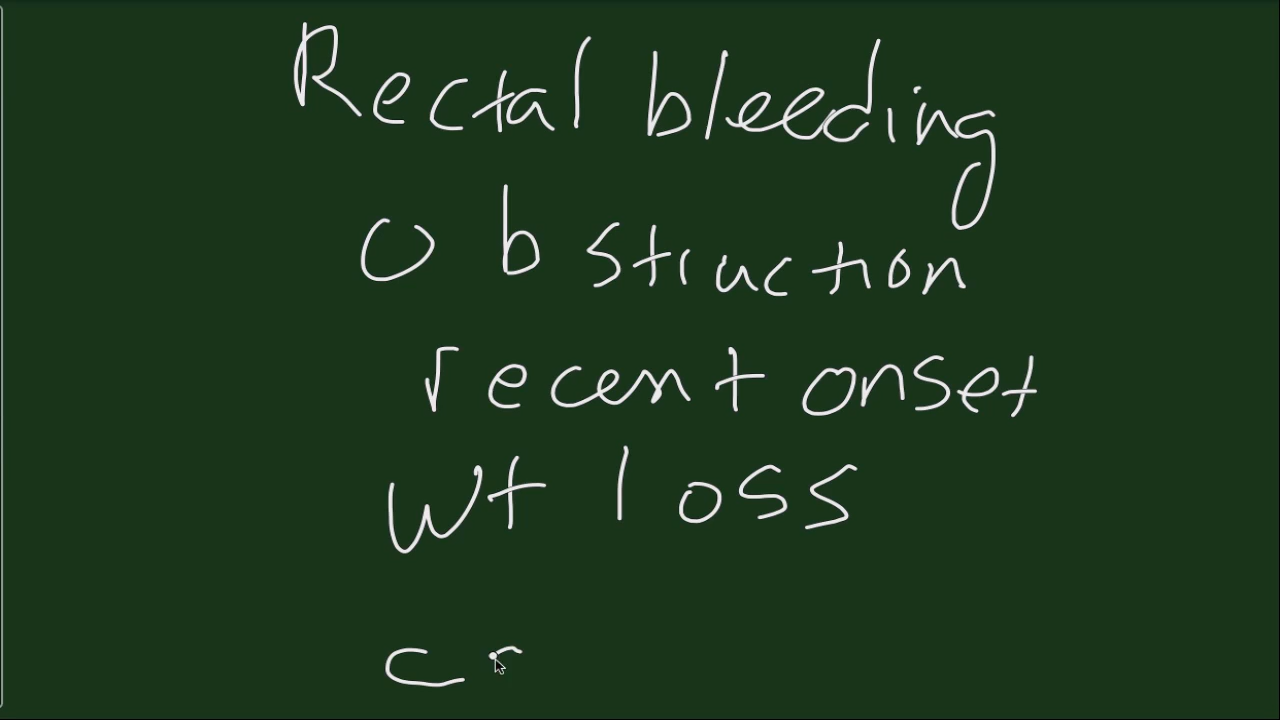 Rectal bleeding
Obstruction
recent onset
Wt loss
c